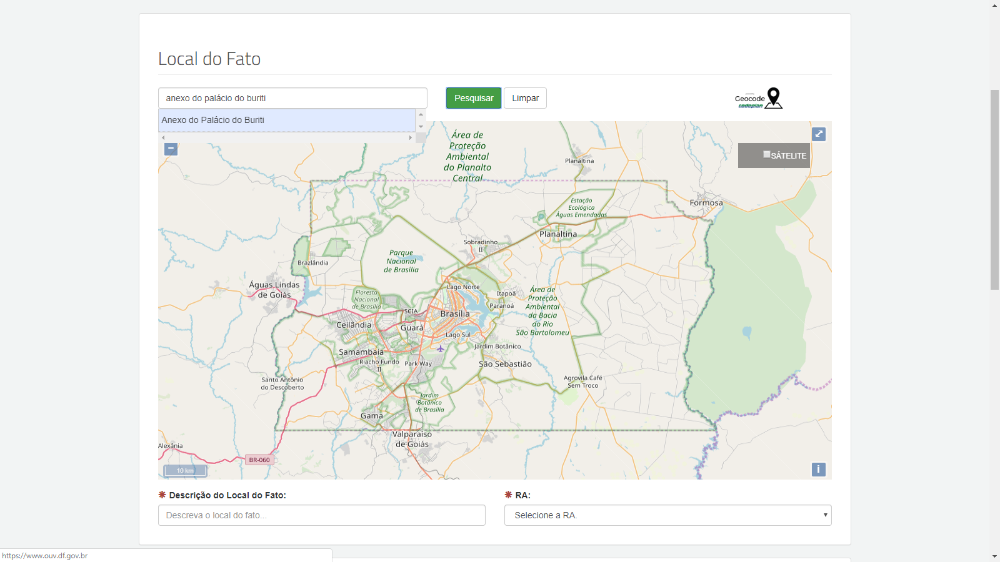 Local do Fato
anexo do palácio do buriti
Pesquisar
Limpar
Geocode
codeplan
Anexo do Palácio do Buriti
−
SÁTELITE
Área de
Proteção
Ambiental
do Planalto
Central
Planaltina
Formosa
Estação
Ecológica
Águas Emendadas
Planaltina
Sobradinho
II
Parque
Nacional
de Brasília
Brazlândia
Águas Lindas
de Goiás
Floresta
Nacional
de Brasília
Lago Norte
Itapoã
Paranoá
Área de
Proteção
Ambiental
da Bacia
do Rio
São Bartolomeu
SCIA
Brasília
Ceilândia
Guará
Lago Sul
Jardim Botânico
Samambaia
Riacho Fundo
II
Park Way
São Sebastião
Santo Antônio
do Descoberto
Agrovila Café
Sem Troco
Jardim
Botânico
de Brasília
Gama
Valparaíso
de Goiás
Alexânia
BR-060
10 km
i
Descrição do Local do Fato:
RA:
Descreva o local do fato...
Selecione a RA.
https://www.ouv.df.gov.br